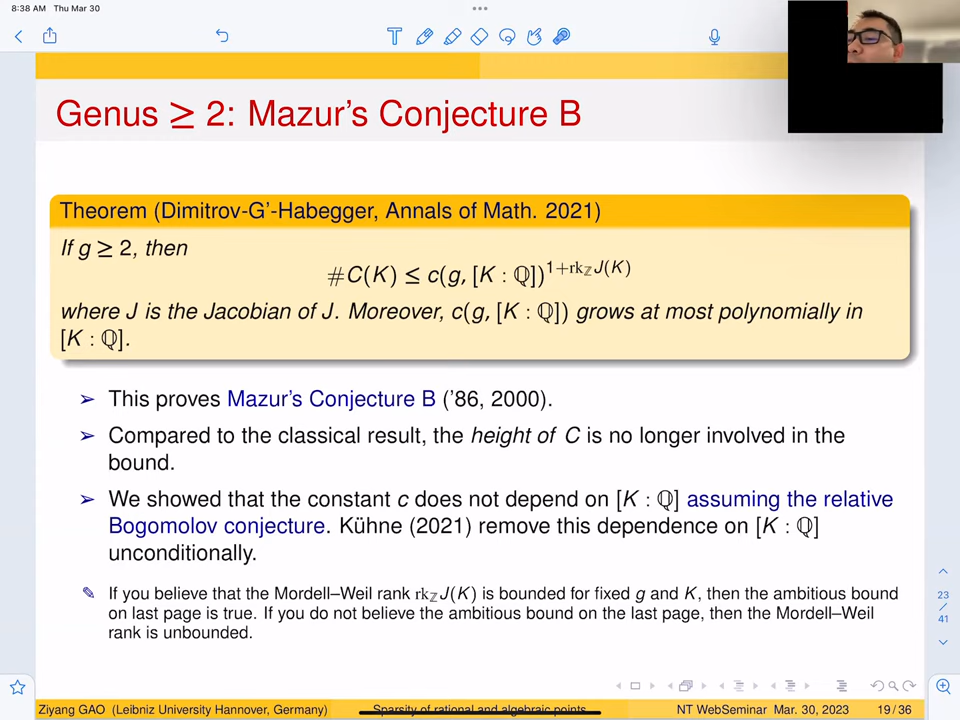 8:38 AM Thu Mar 30
Genus ≥ 2: Mazur's Conjecture B
Theorem (Dimitrov-G'-Habegger, Annals of Math. 2021)
If g ≥ 2, then
#C(K) ≤ c(g, [K : ℚ])^{1+rk_ℤ J(K)}
where J is the Jacobian of J. Moreover, c(g, [K : ℚ]) grows at most polynomially in
[K : ℚ].
➢ This proves Mazur's Conjecture B ('86, 2000).
➢ Compared to the classical result, the height of C is no longer involved in the
bound.
➢ We showed that the constant c does not depend on [K : ℚ] assuming the relative
Bogomolov conjecture. Kühne (2021) remove this dependence on [K : ℚ]
unconditionally.
✎ If you believe that the Mordell–Weil rank rk_ℤ J(K) is bounded for fixed g and K, then the ambitious bound
on last page is true. If you do not believe the ambitious bound on the last page, then the Mordell–Weil
rank is unbounded.
23
/
41
Ziyang GAO (Leibniz University Hannover, Germany) Sparsity of rational and algebraic points NT WebSeminar Mar. 30, 2023 19 / 36